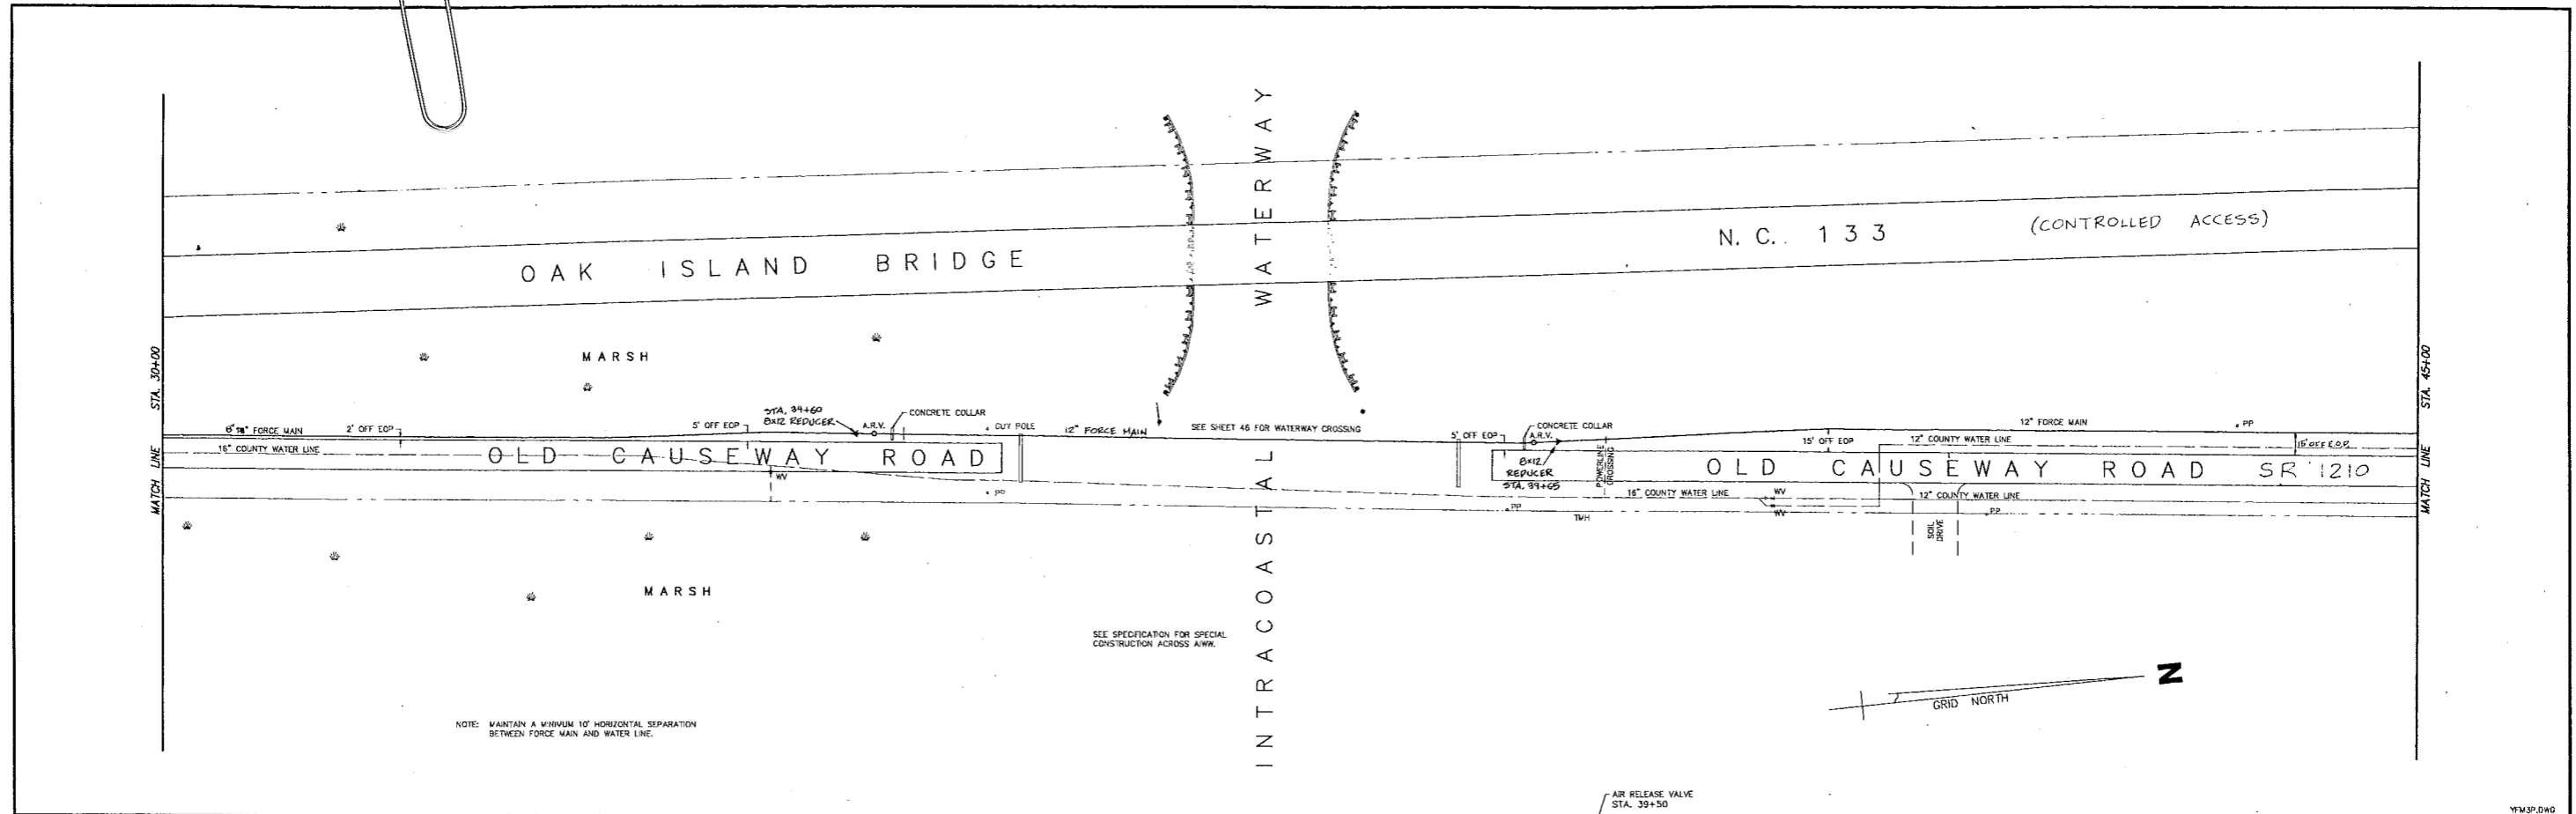 INTRACOASTAL WATERWAY
N. C. 133
(CONTROLLED ACCESS)
OAK ISLAND BRIDGE
MARSH
MATCH LINE STA. 30+00
MATCH LINE STA. 45+00
FORCE MAIN
2' OFF EOP
5' OFF EOP
STA. 34+60
8X12 REDUCER
A.R.V.
CONCRETE COLLAR
GUY POLE
12" FORCE MAIN
SEE SHEET 46 FOR WATERWAY CROSSING
5' OFF EOP
CONCRETE COLLAR
A.R.V.
12" FORCE MAIN
PP
15' OFF EOP
12" COUNTY WATER LINE
15' OFF E.O.P.
16" COUNTY WATER LINE
OLD CAUSEWAY ROAD
8X12
REDUCER
STA. 39+65
POWERLINE
CROSSING
OLD CAUSEWAY ROAD SR 1210
WV
PP
16" COUNTY WATER LINE
WV
WV
12" COUNTY WATER LINE
PP
TMH
PP
SOIL
DRIVE
MARSH
SEE SPECIFICATION FOR SPECIAL
CONSTRUCTION ACROSS AIWW.
N
GRID NORTH
NOTE: MAINTAIN A MINIMUM 10' HORIZONTAL SEPARATION
BETWEEN FORCE MAIN AND WATER LINE.
AIR RELEASE VALVE
STA. 39+50
YFM3P.DWG